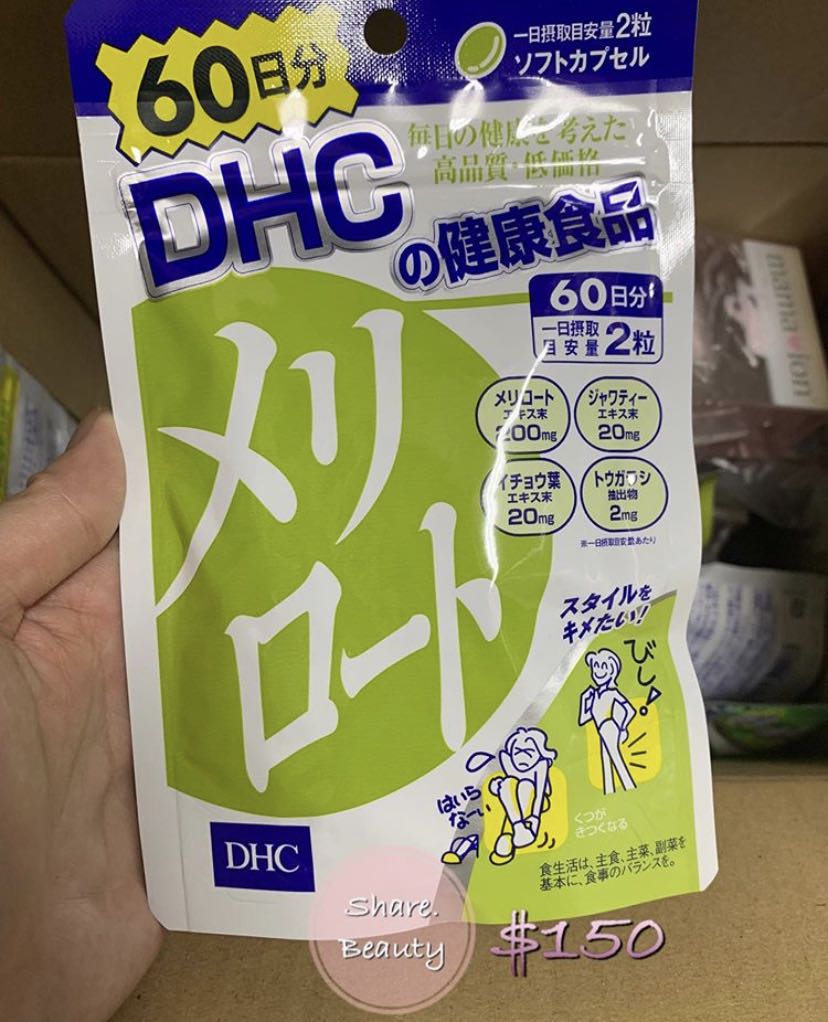 60日分
一日摂取目安量2粒
ソフトカプセル
毎日の健康を考えた
高品質・低価格
DHC
の健康食品
60日分
一日摂取
目安量 2粒
メリロート
エキス末
200mg
ジャワティー
エキス末
20mg
イチョウ葉
エキス末
20mg
トウガラシ
抽出物
2mg
※一日摂取目安量あたり
メリ
ロート
スタイルを
キメたい!
びしっ!
はいら
なーい
くつが
きつくなる
DHC
食生活は、主食、主菜、副菜を
基本に、食事のバランスを。
Share.
Beauty
$150
mama lion